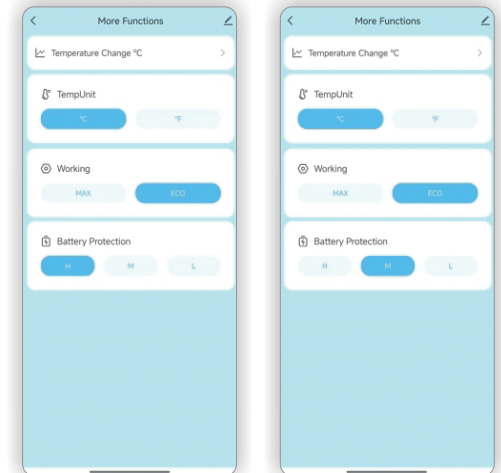 More Functions
Temperature Change °C
TempUnit
°C °F
Working
MAX ECO
Battery Protection
H M L
More Functions
Temperature Change °C
TempUnit
°C °F
Working
MAX ECO
Battery Protection
H M L